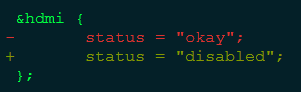 &hdmi {
-       status = "okay";
+       status = "disabled";
};